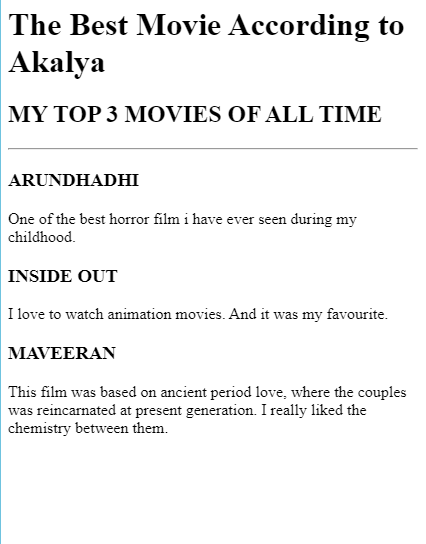 The Best Movie According to
Akalya
MY TOP 3 MOVIES OF ALL TIME
ARUNDHADHI
One of the best horror film i have ever seen during my
childhood.
INSIDE OUT
I love to watch animation movies. And it was my favourite.
MAVEERAN
This film was based on ancient period love, where the couples
was reincarnated at present generation. I really liked the
chemistry between them.